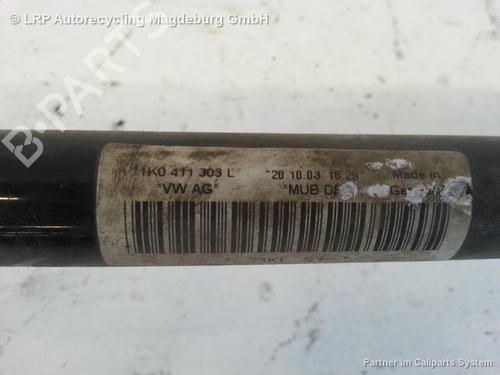 © LRP Autorecycling Magdeburg GmbH
1K0 411 303 L *20.10.03 16:29* Made in
*VW AG* *MUB
Partner im Callparts System